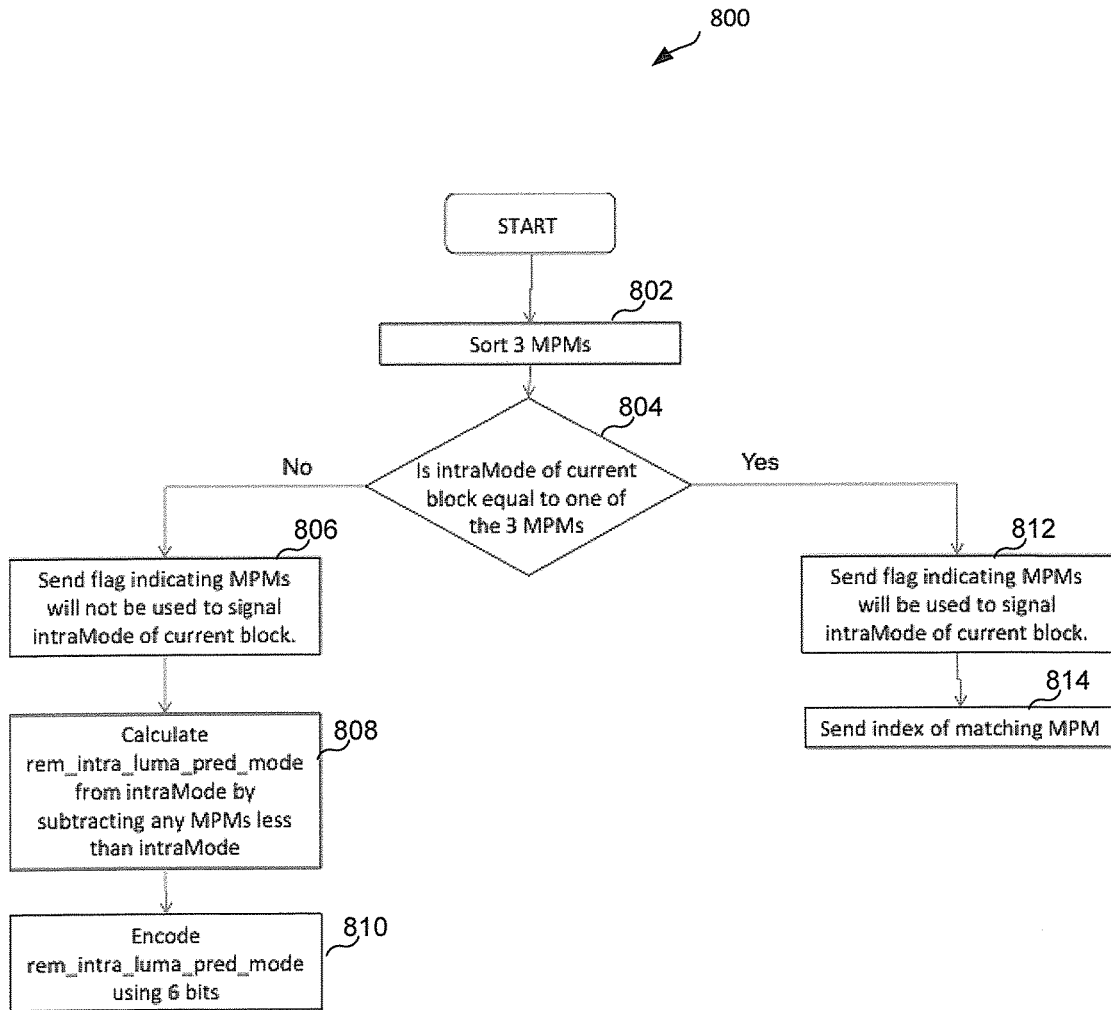 800
START
802
Sort 3 MPMs
804
Is intraMode of current
block equal to one of
the 3 MPMs
No
Yes
806
Send flag indicating MPMs
will not be used to signal
intraMode of current block.
808
Calculate
rem_intra_luma_pred_mode
from intraMode by
subtracting any MPMs less
than intraMode
810
Encode
rem_intra_luma_pred_mode
using 6 bits
812
Send flag indicating MPMs
will be used to signal
intraMode of current block.
814
Send index of matching MPM